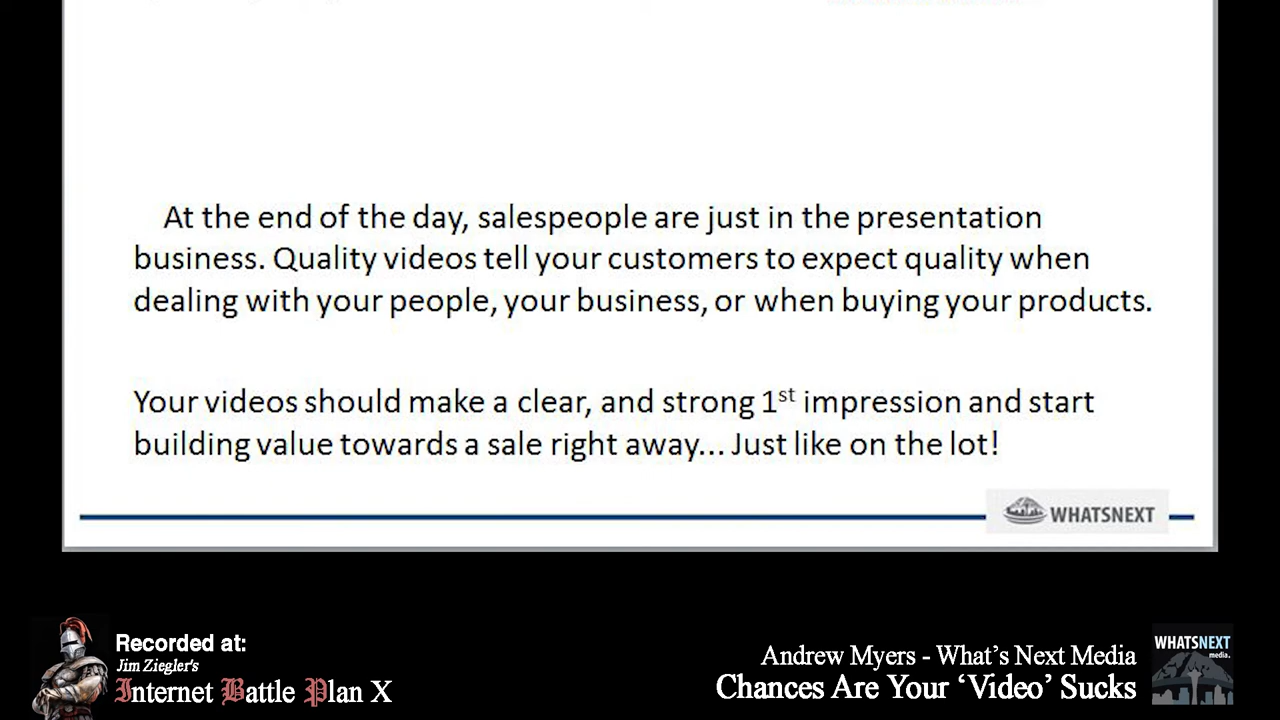 At the end of the day, salespeople are just in the presentation
business. Quality videos tell your customers to expect quality when
dealing with your people, your business, or when buying your products.
Your videos should make a clear, and strong 1st impression and start
building value towards a sale right away... Just like on the lot!
WHATSNEXT
Recorded at:
Jim Ziegler's
Internet Battle Plan X
Andrew Myers - What's Next Media
Chances Are Your ‘Video’ Sucks
WHATSNEXT
media.